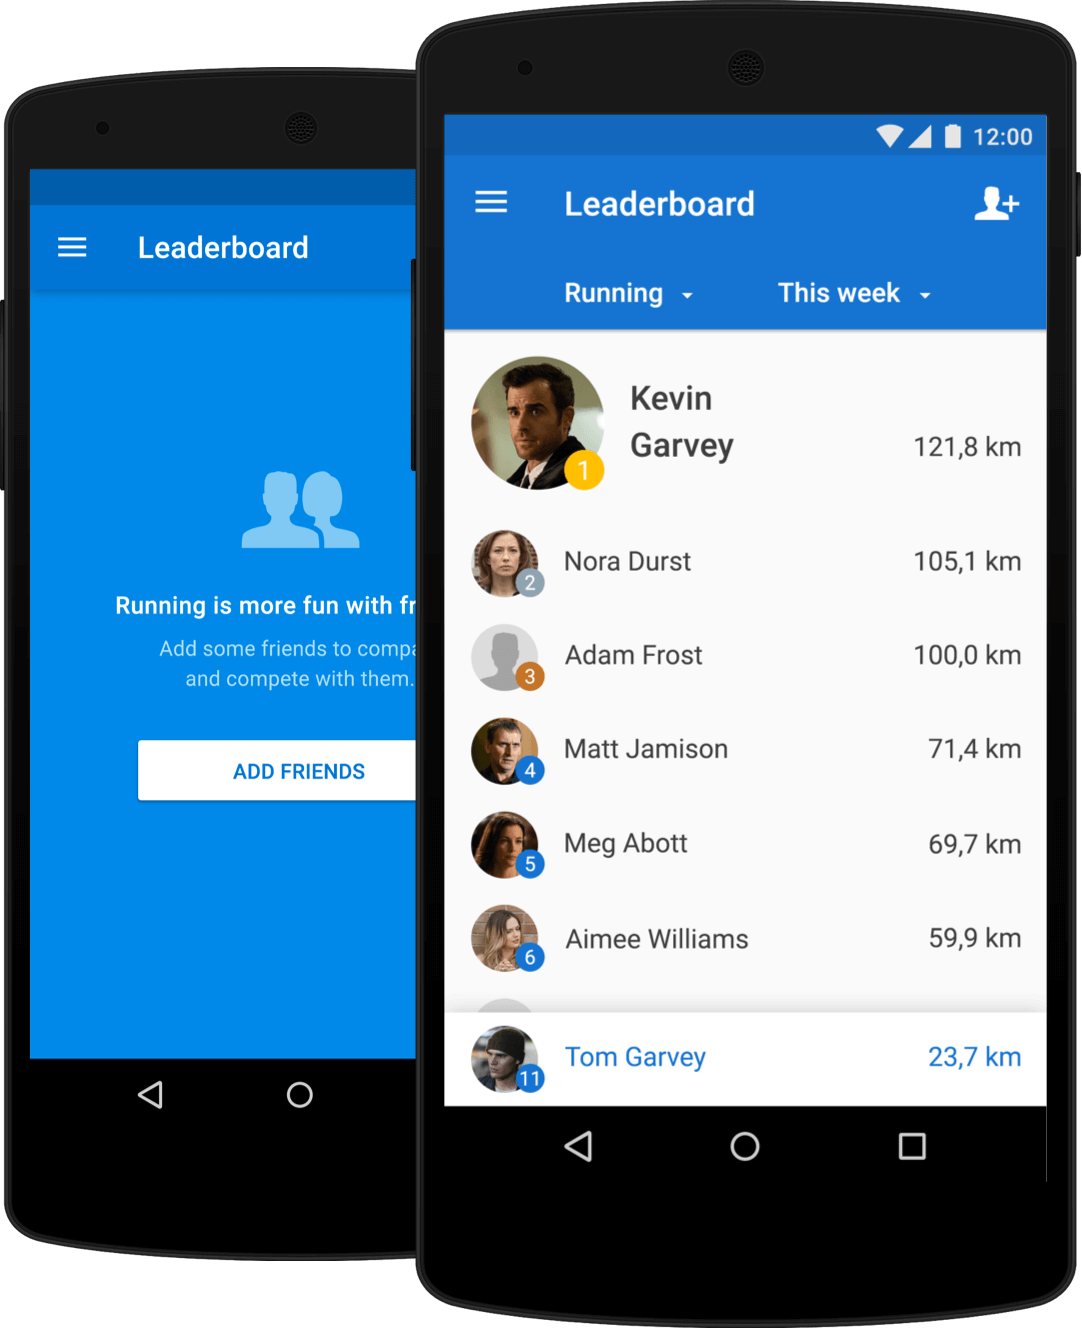 Leaderboard
Running is more fun with
Add some friends to
and compete with them.
ADD FRIENDS
12:00
Leaderboard
Running
This week
Kevin
Garvey
121,8 km
1
Nora Durst
105,1 km
2
Adam Frost
100,0 km
3
Matt Jamison
71,4 km
4
Meg Abott
69,7 km
5
Aimee Williams
59,9 km
6
Tom Garvey
23,7 km
11